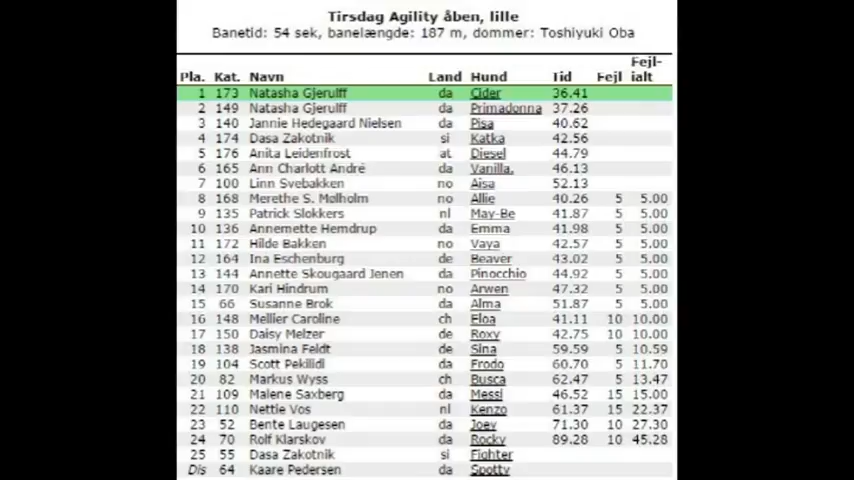 Tirsdag Agility åben, lille
Banetid: 54 sek, banelængde: 187 m, dommer: Toshiyuki Oba
Pla. Kat. Navn Land Hund Tid Fejl Fejl-ialt
1 173 Natasha Gjerulff da Cider 36.41
2 149 Natasha Gjerulff da Primadonna 37.26
3 140 Jannie Hedegaard Nielsen da Pisa 40.62
4 174 Dasa Zakotnik si Katka 42.56
5 176 Anita Leidenfrost at Diesel 44.79
6 165 Ann Charlott André da Vanilla, 46.13
7 100 Linn Svebakken no Aisa 52.13
8 168 Merethe S. Mølholm no Allie 40.26 5 5.00
9 135 Patrick Slokkers nl May-Be 41.87 5 5.00
10 136 Annemette Hemdrup da Emma 41.98 5 5.00
11 172 Hilde Bakken no Vaya 42.57 5 5.00
12 164 Ina Eschenburg de Beaver 43.02 5 5.00
13 144 Annette Skougaard Jenen da Pinocchio 44.92 5 5.00
14 170 Kari Hindrum no Arwen 47.32 5 5.00
15 66 Susanne Brok da Alma 51.87 5 5.00
16 148 Mellier Caroline ch Eloa 41.11 10 10.00
17 150 Daisy Melzer de Roxy 42.75 10 10.00
18 138 Jasmina Feldt de Sina 59.59 5 10.59
19 104 Scott Pekilidi da Frodo 60.70 5 11.70
20 82 Markus Wyss ch Busca 62.47 5 13.47
21 109 Malene Saxberg da Messi 46.52 15 15.00
22 110 Nettie Vos nl Kenzo 61.37 15 22.37
23 52 Bente Laugesen da Joey 71.30 10 27.30
24 70 Rolf Klarskov da Rocky 89.28 10 45.28
25 55 Dasa Zakotnik si Fighter
Dis 64 Kaare Pedersen da Spotty